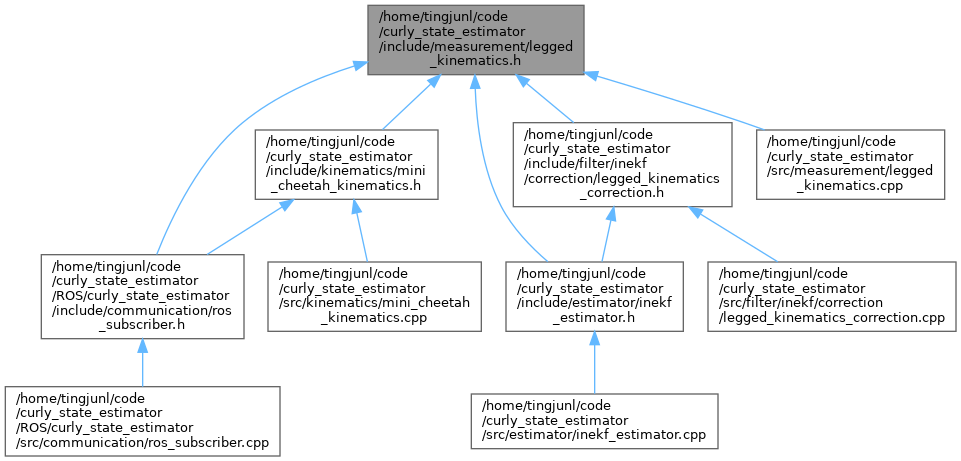 /home/tingjunl/code
/curly_state_estimator
/include/measurement/legged
_kinematics.h
/home/tingjunl/code
/curly_state_estimator
/include/kinematics/mini
_cheetah_kinematics.h
/home/tingjunl/code
/curly_state_estimator
/include/filter/inekf
/correction/legged_kinematics
_correction.h
/home/tingjunl/code
/curly_state_estimator
/src/measurement/legged
_kinematics.cpp
/home/tingjunl/code
/curly_state_estimator
/ROS/curly_state_estimator
/include/communication/ros
_subscriber.h
/home/tingjunl/code
/curly_state_estimator
/src/kinematics/mini_cheetah
_kinematics.cpp
/home/tingjunl/code
/curly_state_estimator
/include/estimator/inekf
_estimator.h
/home/tingjunl/code
/curly_state_estimator
/src/filter/inekf/correction
/legged_kinematics_correction.cpp
/home/tingjunl/code
/curly_state_estimator
/ROS/curly_state_estimator
/src/communication/ros_subscriber.cpp
/home/tingjunl/code
/curly_state_estimator
/src/estimator/inekf_estimator.cpp